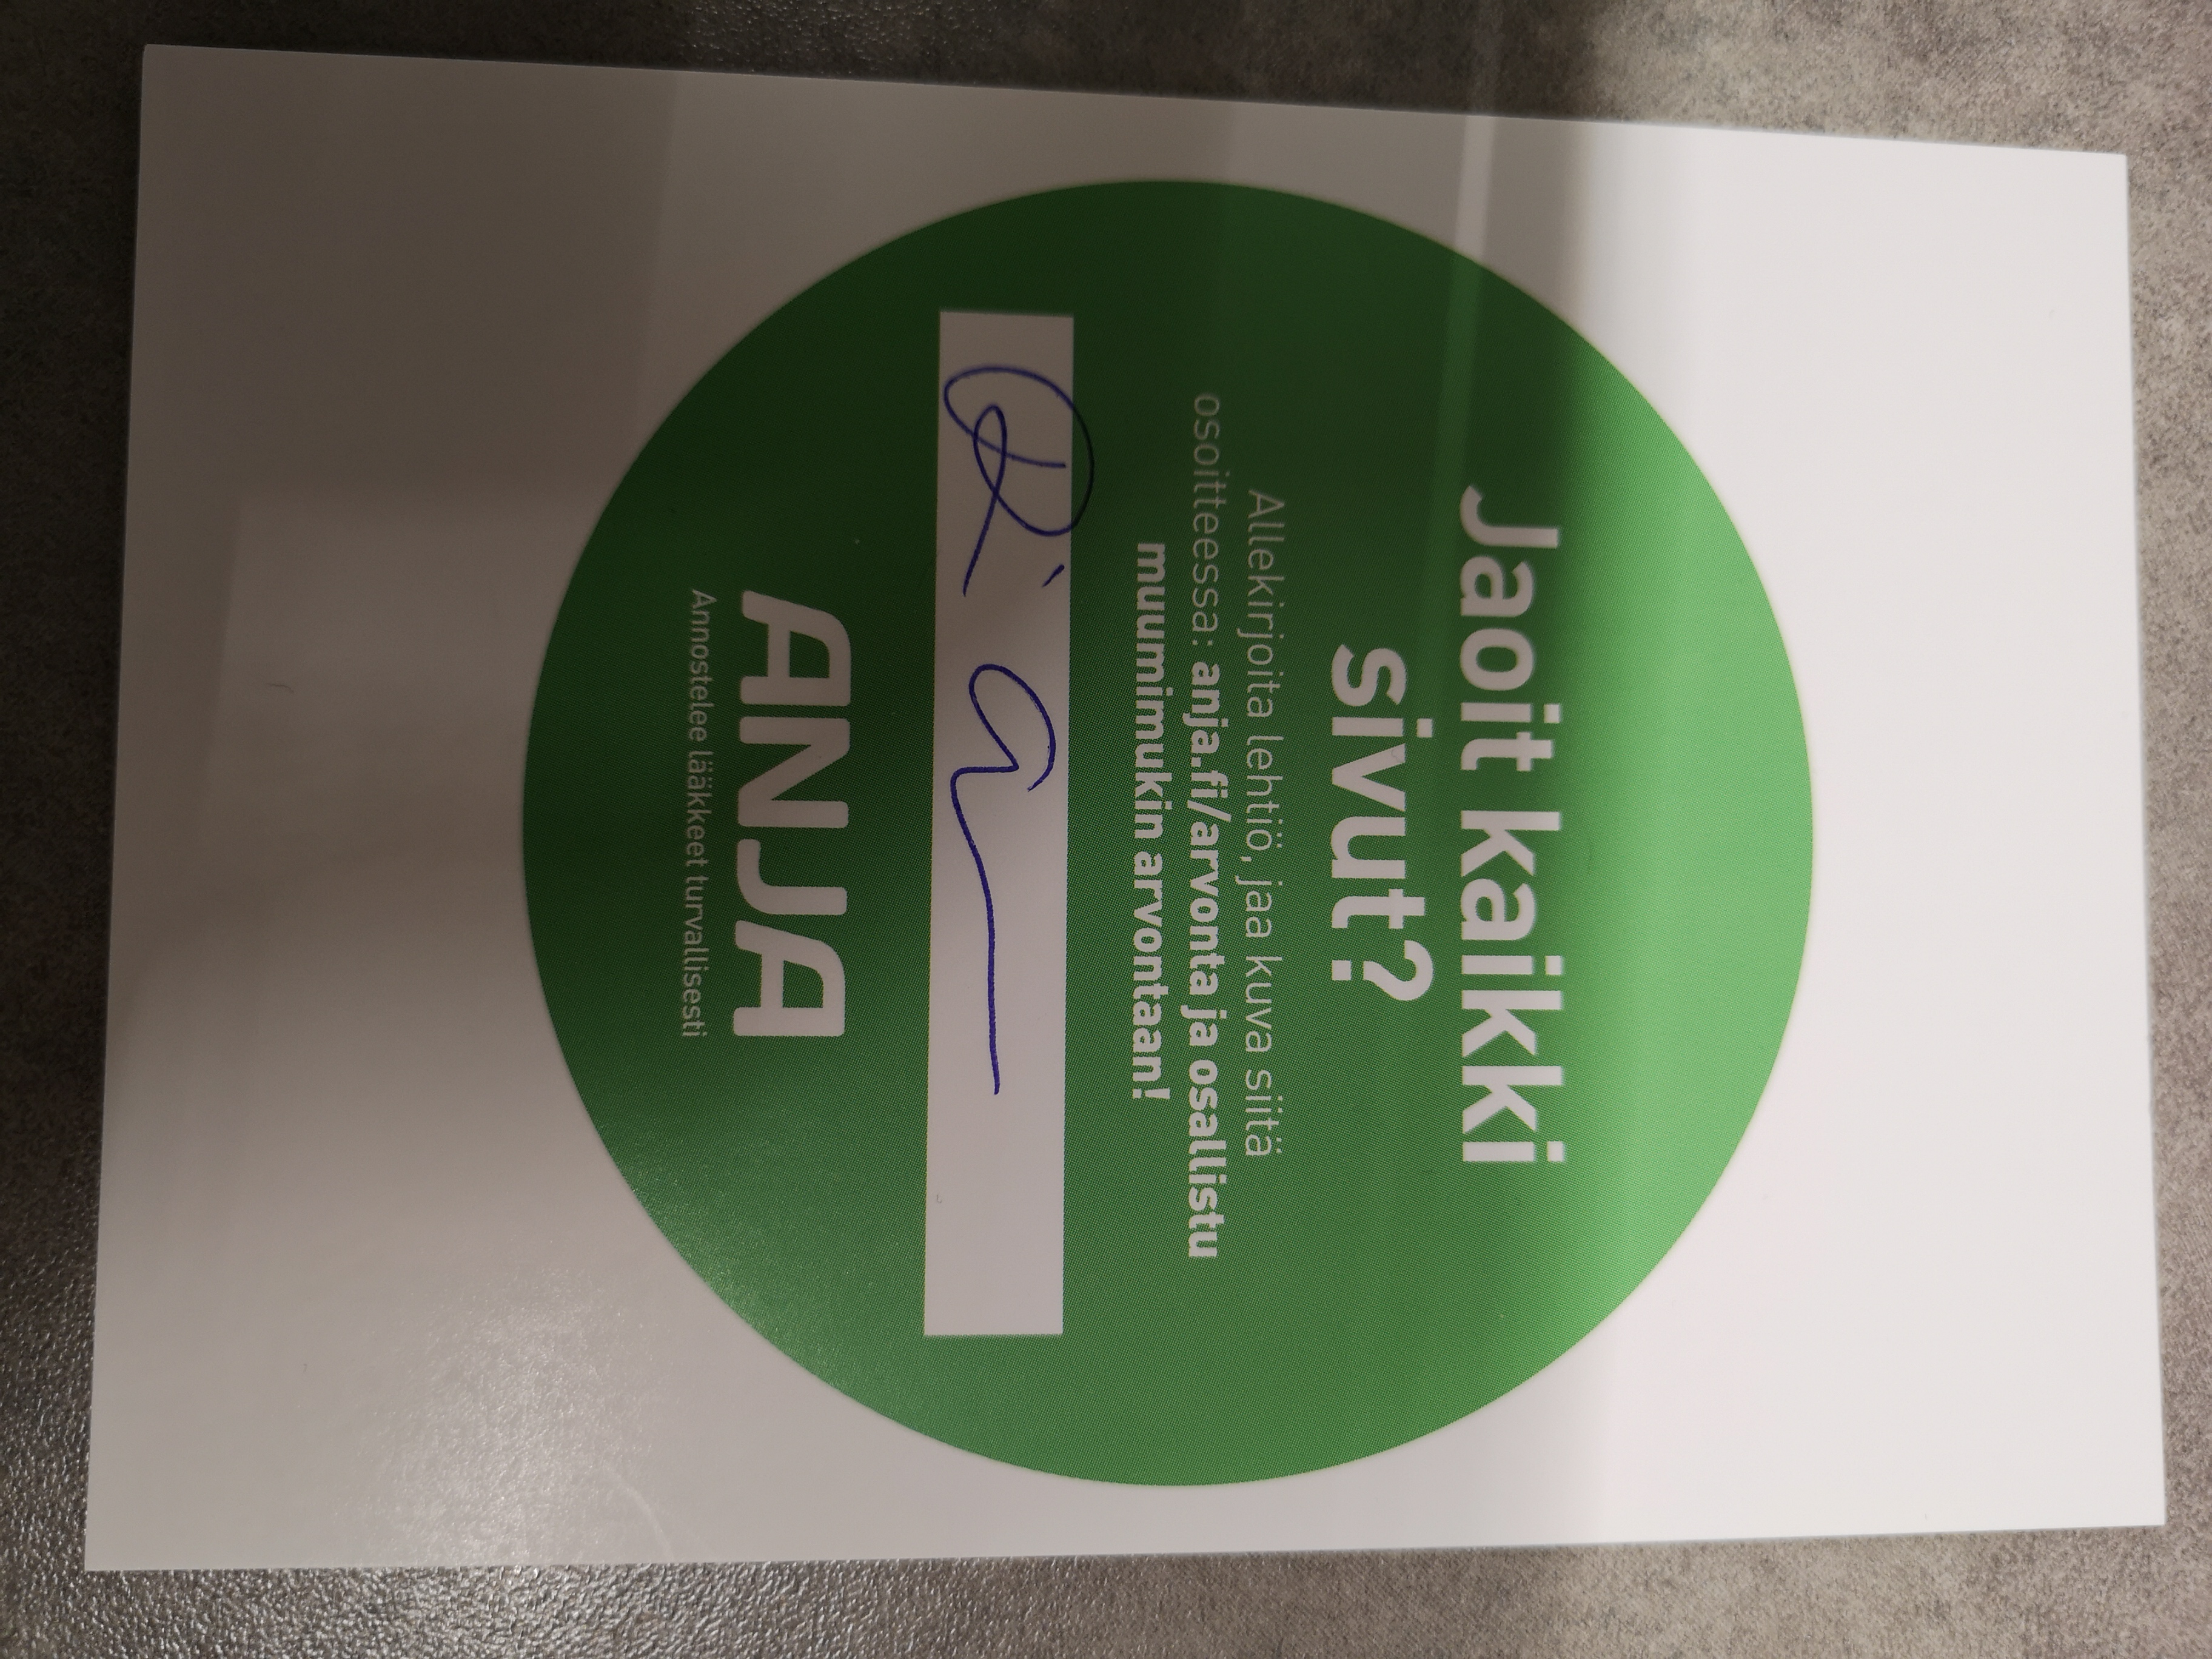 Jaoit kaikki
sivut?
Allekirjoita lehtiö, jaa kuva siitä
osoitteessa: anja.fi/arvonta ja osallistu
muumimukin arvontaan!
ANJA
Annostelee lääkkeet turvallisesti